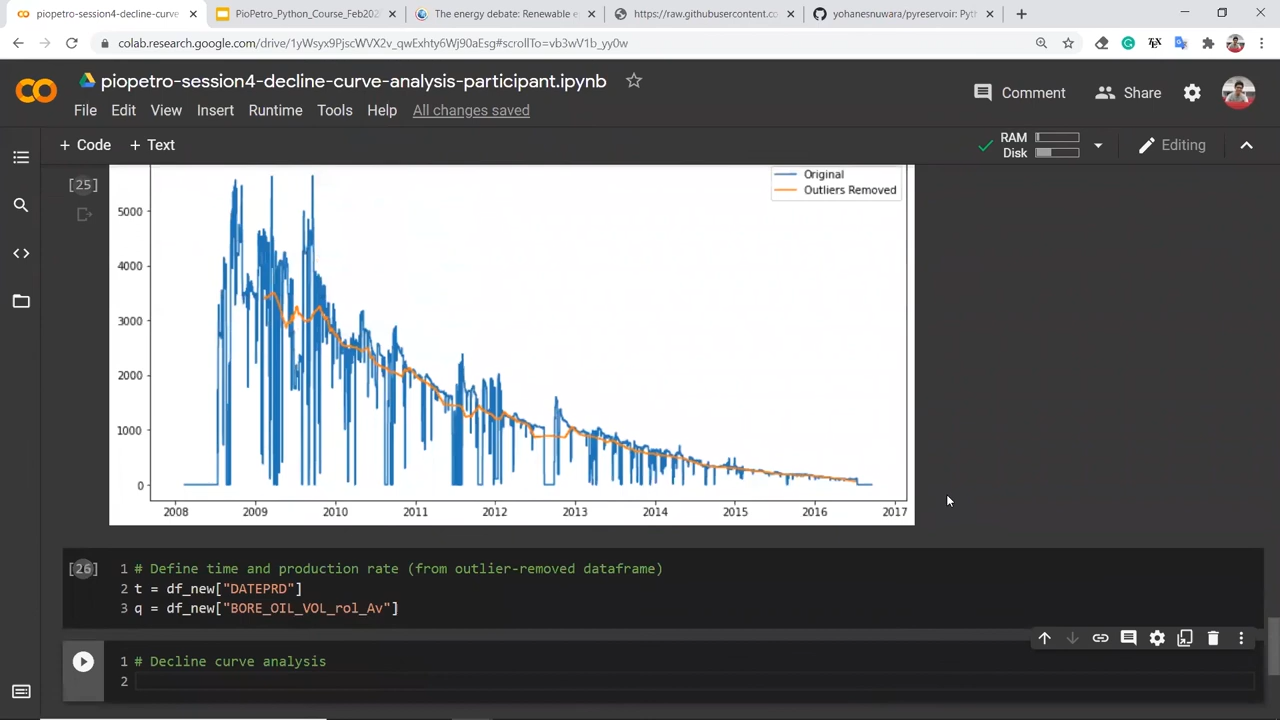 piopetro-session4-decline-curve
PioPetro_Python_Course_Feb202
The energy debate: Renewable e
https://raw.githubusercontent.co
yohanesnuwara/pyreservoir: Pyt
colab.research.google.com/drive/1yWsyx9PjscWVX2v_qwExhty6Wj90aEsg#scrollTo=vb3wV1b_yy0w
piopetro-session4-decline-curve-analysis-participant.ipynb
Comment
Share
File Edit View Insert Runtime Tools Help All changes saved
+ Code + Text
RAM
Disk
Editing
[25]
Original
Outliers Removed
5000
4000
3000
2000
1000
0
2008 2009 2010 2011 2012 2013 2014 2015 2016 2017
[26]
1 # Define time and production rate (from outlier-removed dataframe)
2 t = df_new["DATEPRD"]
3 q = df_new["BORE_OIL_VOL_rol_Av"]
1 # Decline curve analysis
2